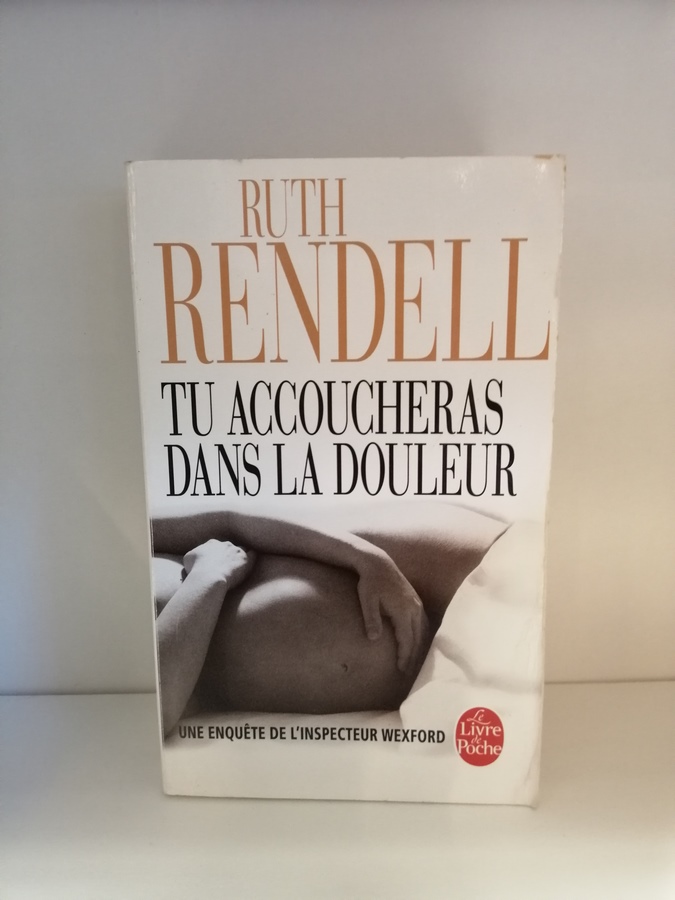 RUTH
RENDELL
TU ACCOUCHERAS
DANS LA DOULEUR
UNE ENQUÊTE DE L'INSPECTEUR WEXFORD
Le
Livre
de
Poche